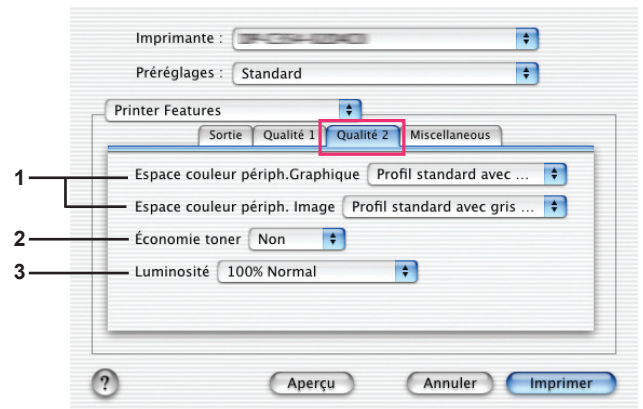 Imprimante :
Préréglages : Standard
Printer Features
Sortie Qualité 1 Qualité 2 Miscellaneous
1 Espace couleur périph.Graphique Profil standard avec ...
Espace couleur périph. Image Profil standard avec gris ...
2 Économie toner Non
3 Luminosité 100% Normal
? Aperçu Annuler Imprimer